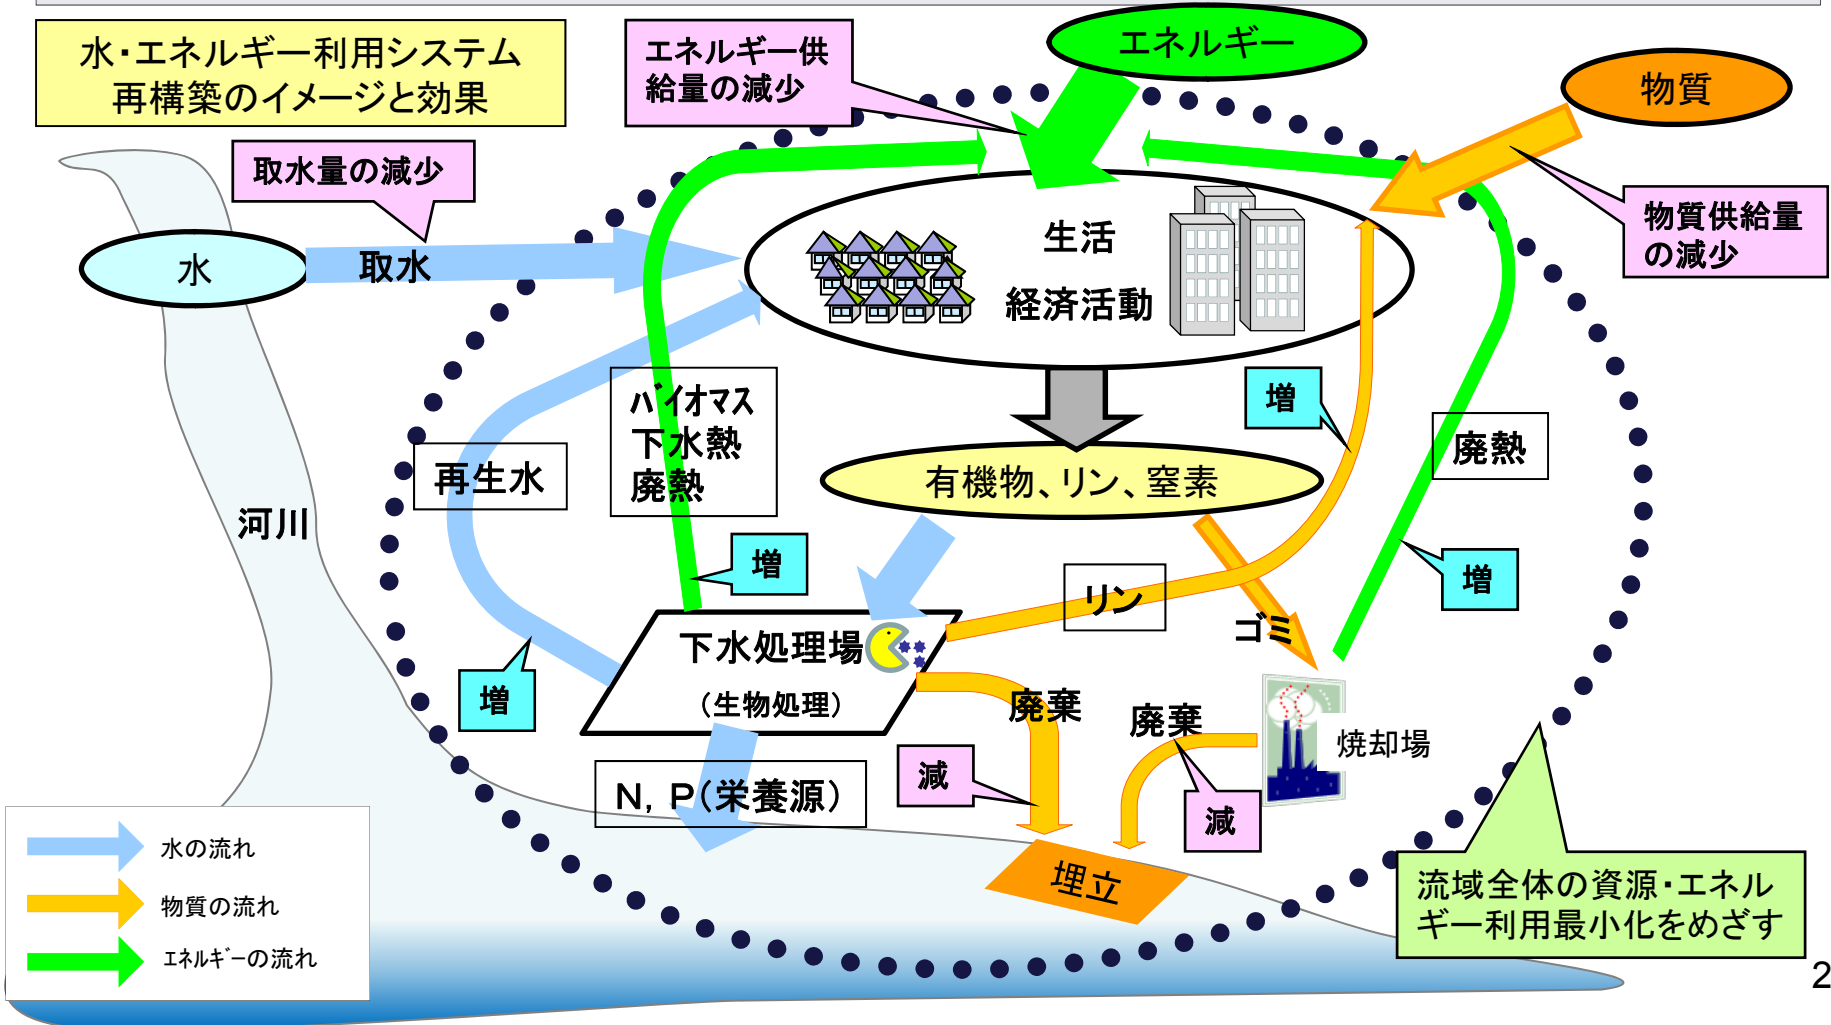 水・エネルギー利用システム
再構築のイメージと効果
エネルギー供
給量の減少
エネルギー
物質
取水量の減少
物質供給量
の減少
水
取水
生活
経済活動
増
バイオマス
下水熱
廃熱
廃熱
再生水
有機物、リン、窒素
河川
増
増
リン
ゴミ
下水処理場
(生物処理)
増
廃棄
廃棄
焼却場
減
減
N, P(栄養源)
埋立
水の流れ
物質の流れ
エネルギーの流れ
流域全体の資源・エネル
ギー利用最小化をめざす
2